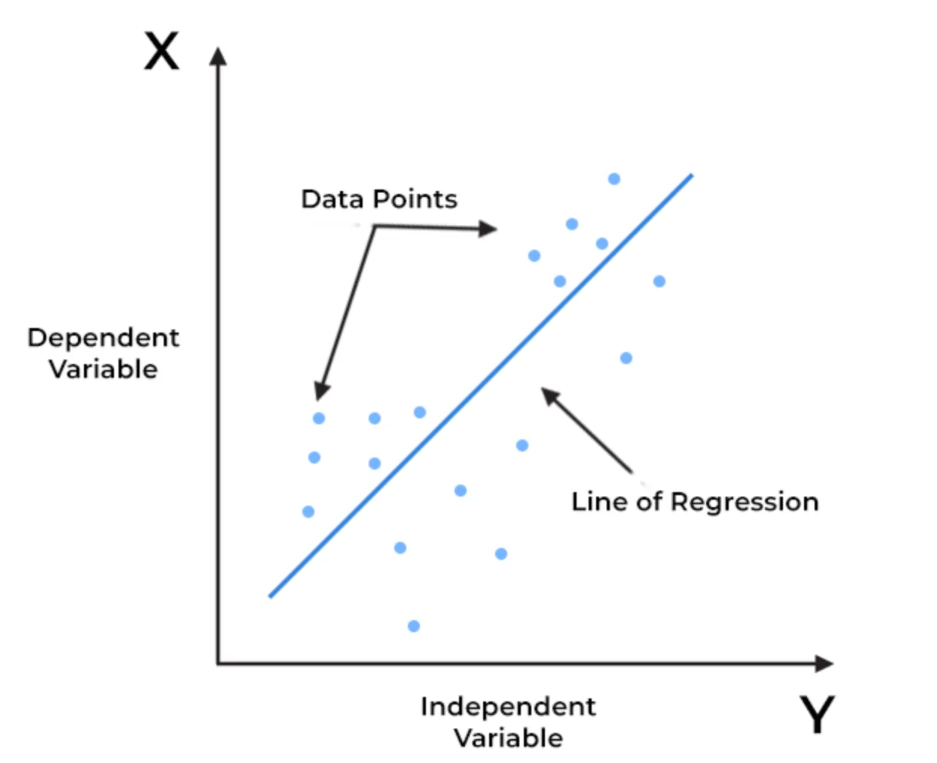 X
Data Points
Dependent
Variable
Line of Regression
Independent
Variable
Y